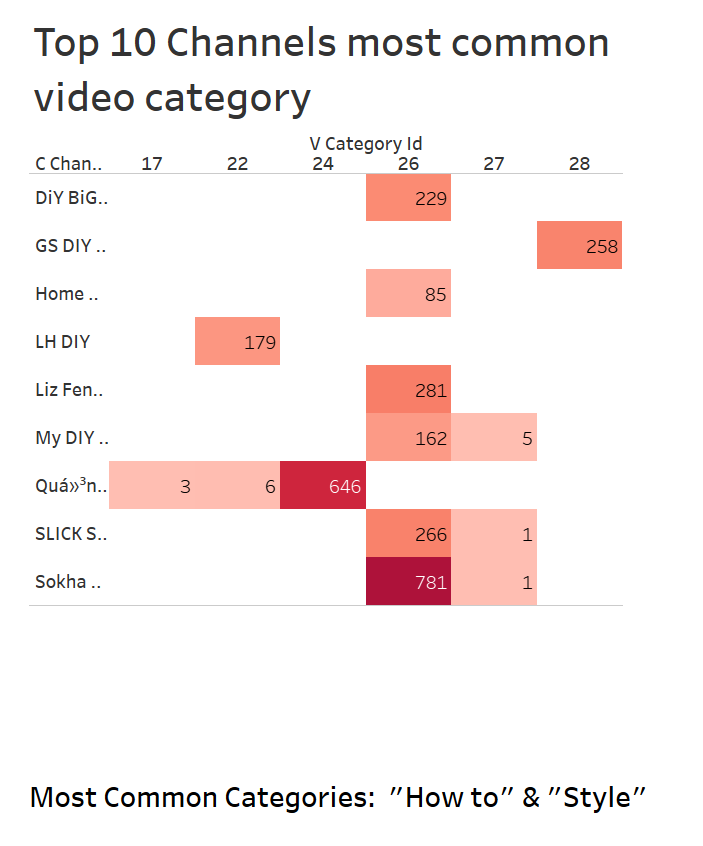 Top 10 Channels most common
video category
V Category Id
C Chan.. 17 22 24 26 27 28
DiY BiG.. 229
GS DIY .. 258
Home .. 85
LH DIY 179
Liz Fen.. 281
My DIY .. 162 5
Quá»³n.. 3 6 646
SLICK S.. 266 1
Sokha .. 781 1
Most Common Categories: "How to" & "Style"